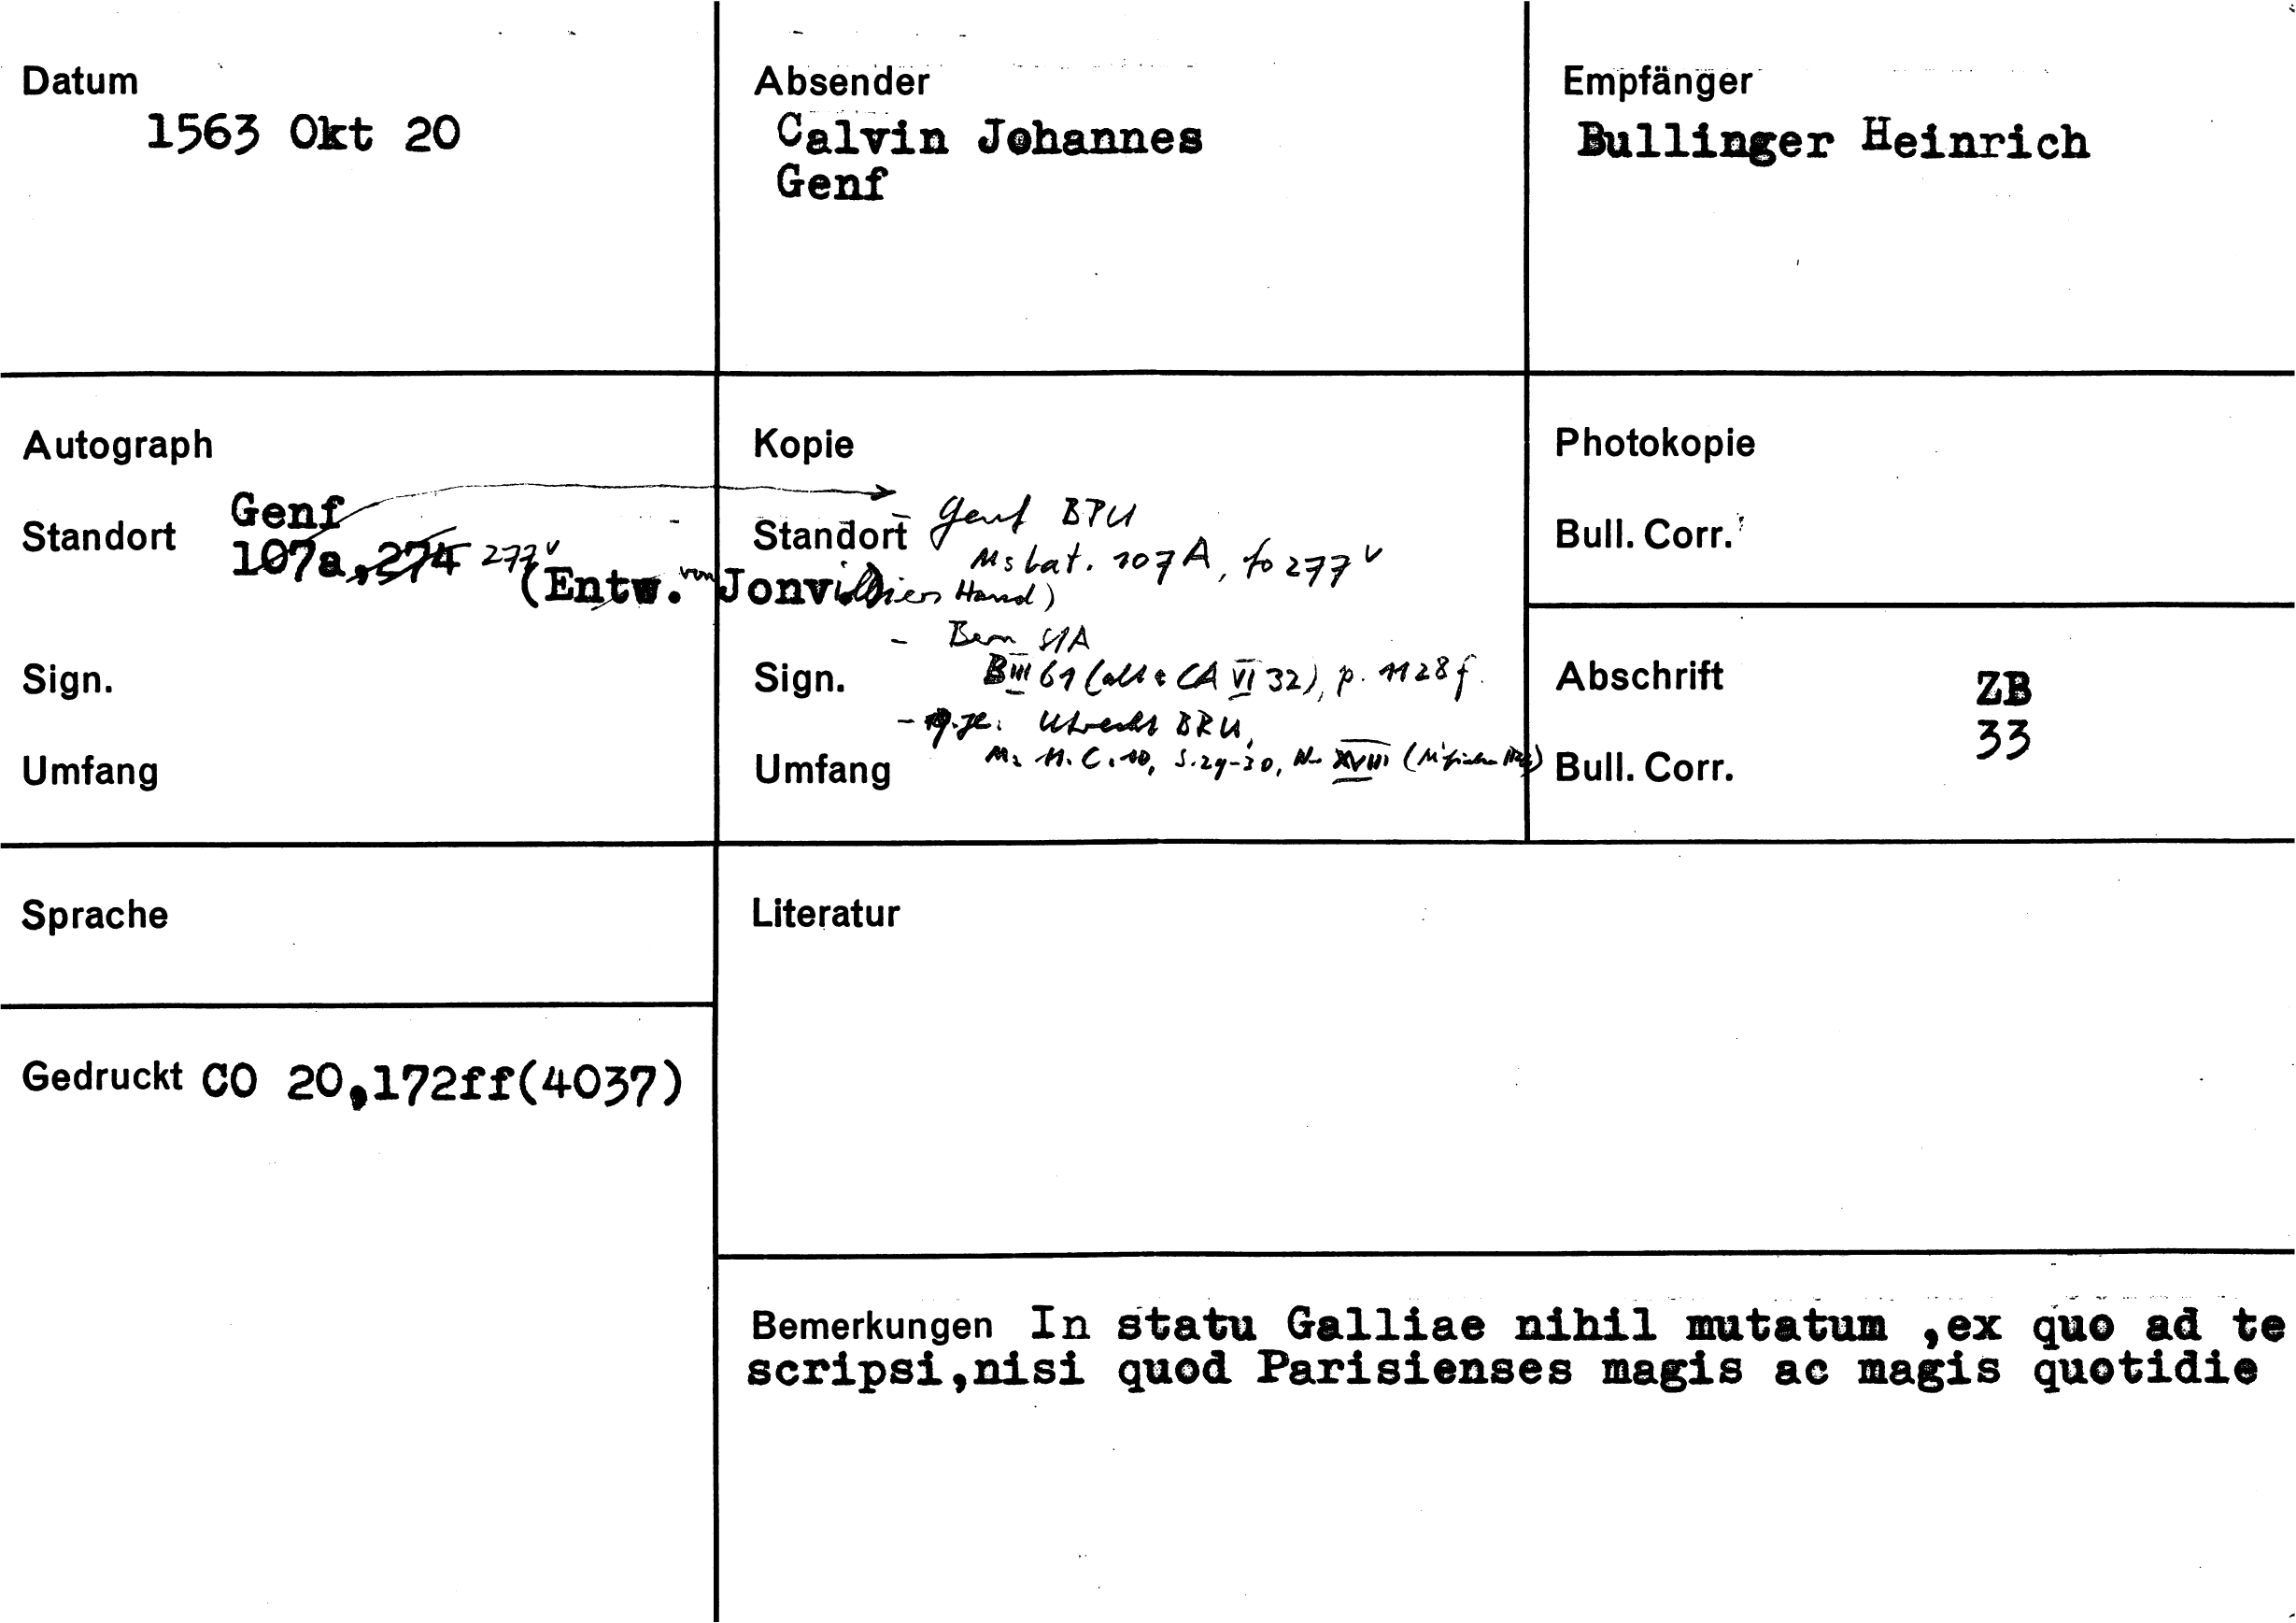 Datum
1563 Okt 20
Absender
Calvin Johannes
Genf
Empfänger
Bullinger Heinrich
Autograph
Standort
Genf
107a,274 277v
(Entw. von Jonvilliers Hand)
Sign.
Umfang
Kopie
Standort
- Genf BPU
Ms lat. 107A, fo 277v
- Bern StA
Sign.
B III 61 (alt: CA VI 32), p. 1128f.
- Utrecht BRU,
Umfang
Ms 11.C.10, S.29-30, Nr XVIII
Photokopie
Bull. Corr.
Abschrift
ZB
33
Bull. Corr.
Sprache
Literatur
Gedruckt CO 20,172ff(4037)
Bemerkungen In statu Galliae nihil mutatum ,ex quo ad te
scripsi,nisi quod Parisienses magis ac magis quotidie